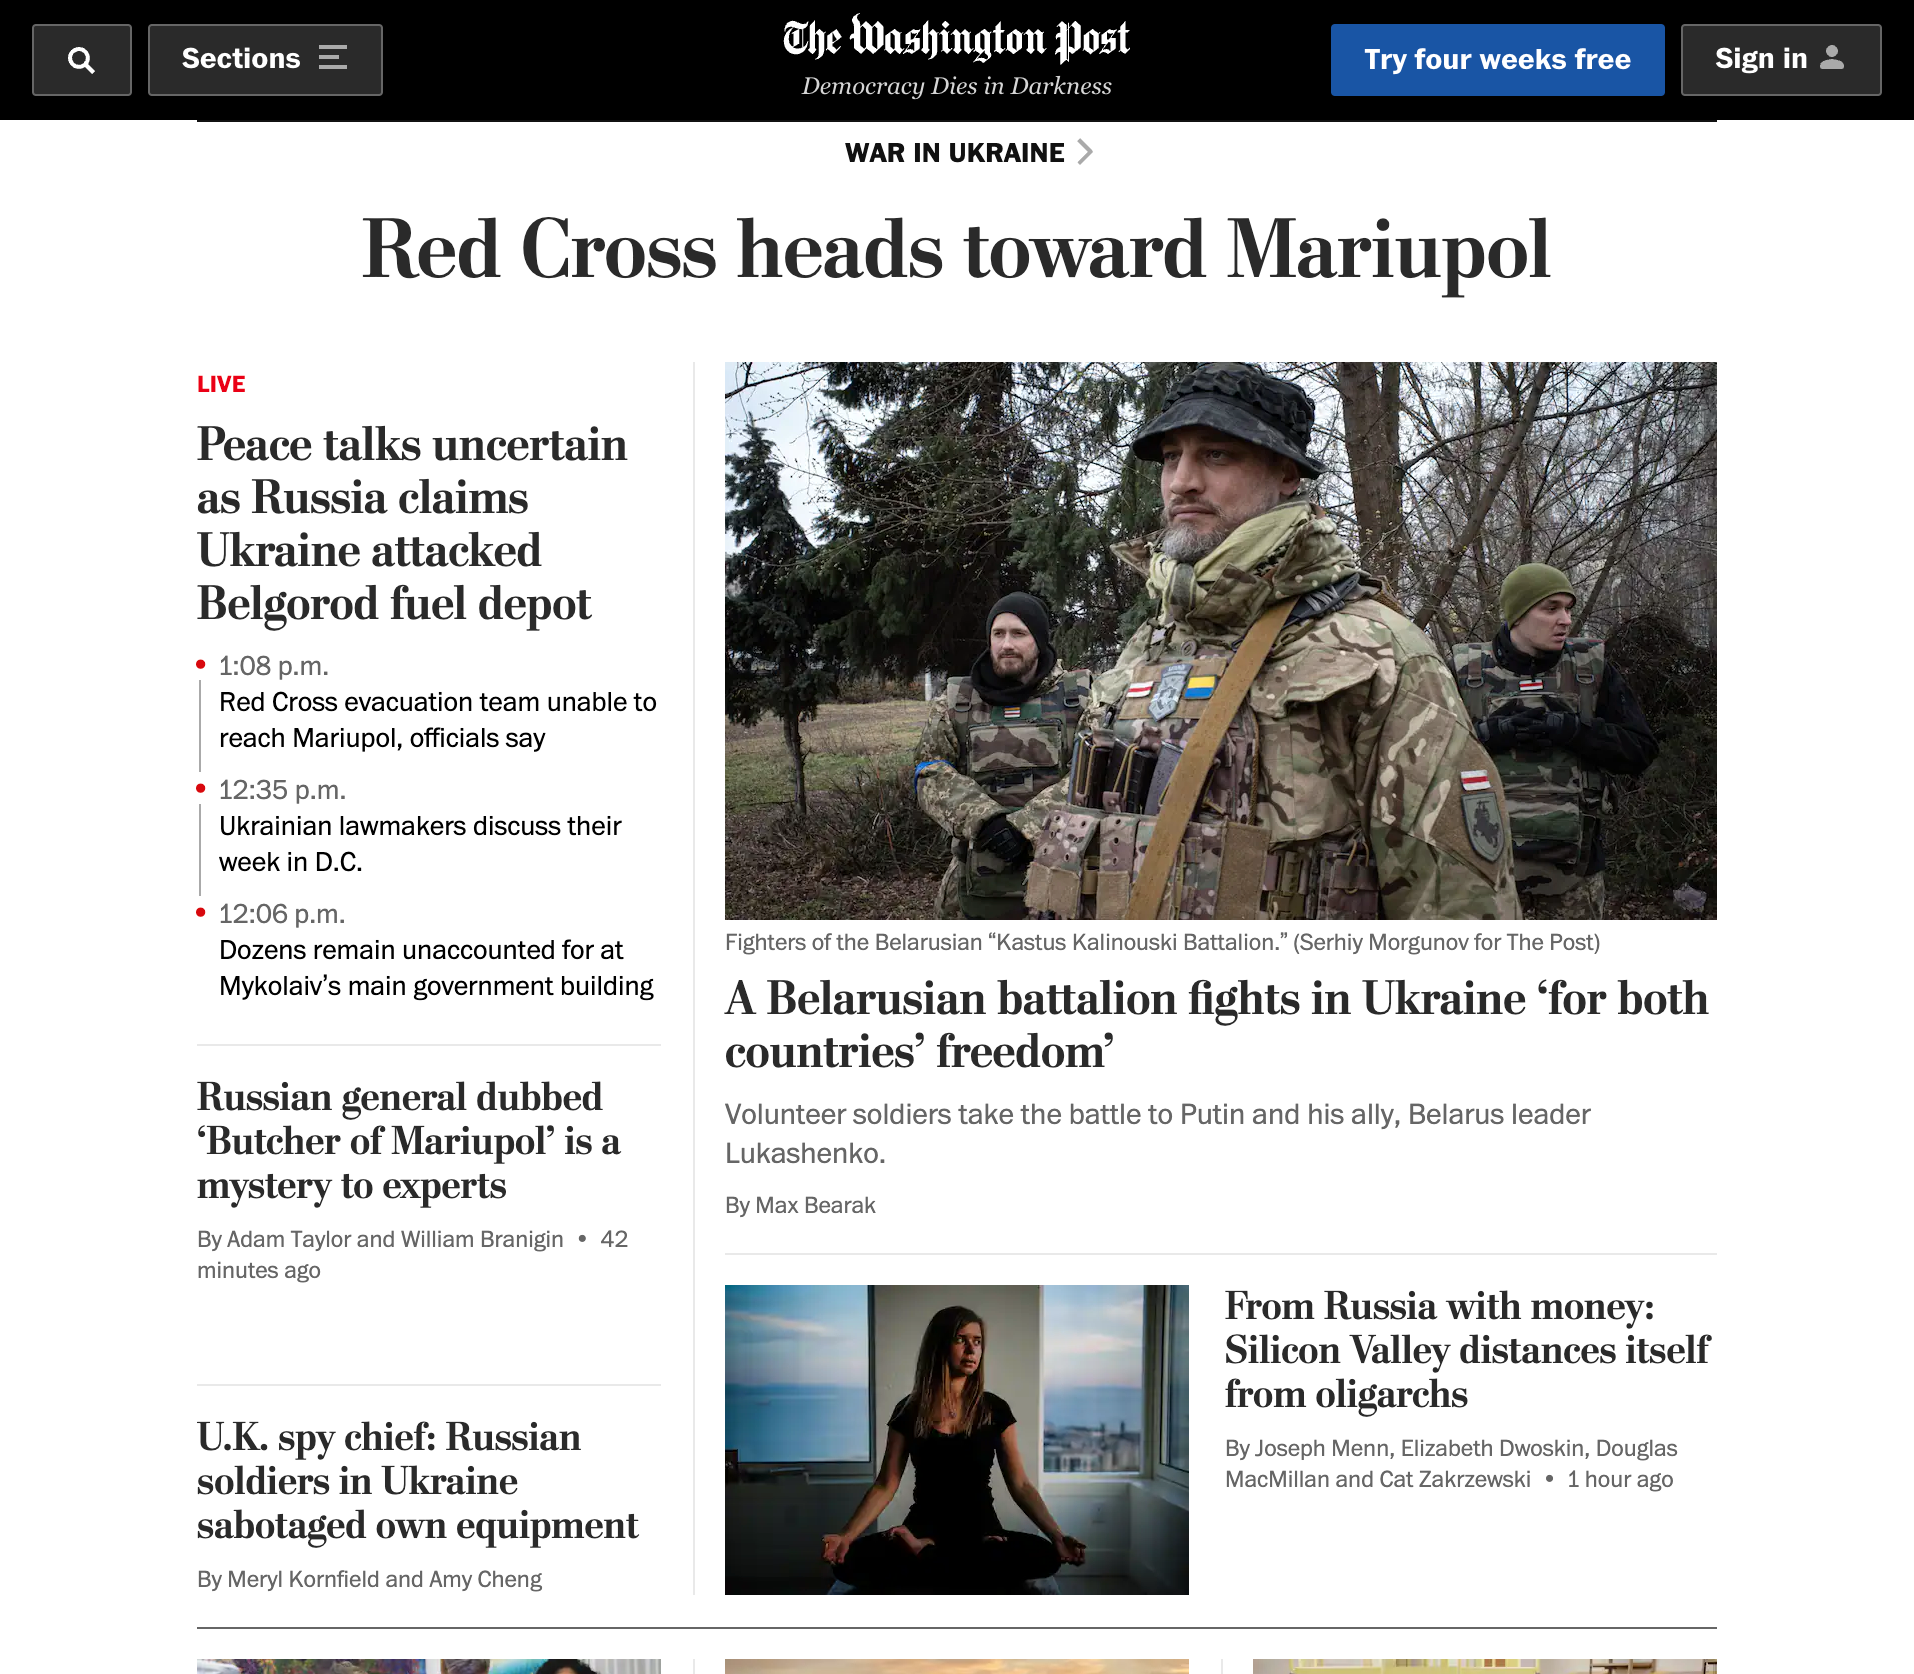 Sections
The Washington Post
Democracy Dies in Darkness
Try four weeks free
Sign in
WAR IN UKRAINE
Red Cross heads toward Mariupol
LIVE
Peace talks uncertain
as Russia claims
Ukraine attacked
Belgorod fuel depot
1:08 p.m.
Red Cross evacuation team unable to
reach Mariupol, officials say
12:35 p.m.
Ukrainian lawmakers discuss their
week in D.C.
12:06 p.m.
Dozens remain unaccounted for at
Mykolaiv’s main government building
Russian general dubbed
‘Butcher of Mariupol’ is a
mystery to experts
By Adam Taylor and William Branigin • 42
minutes ago
U.K. spy chief: Russian
soldiers in Ukraine
sabotaged own equipment
By Meryl Kornfield and Amy Cheng
Fighters of the Belarusian “Kastus Kalinouski Battalion.” (Serhiy Morgunov for The Post)
A Belarusian battalion fights in Ukraine ‘for both
countries’ freedom’
Volunteer soldiers take the battle to Putin and his ally, Belarus leader
Lukashenko.
By Max Bearak
From Russia with money:
Silicon Valley distances itself
from oligarchs
By Joseph Menn, Elizabeth Dwoskin, Douglas
MacMillan and Cat Zakrzewski • 1 hour ago